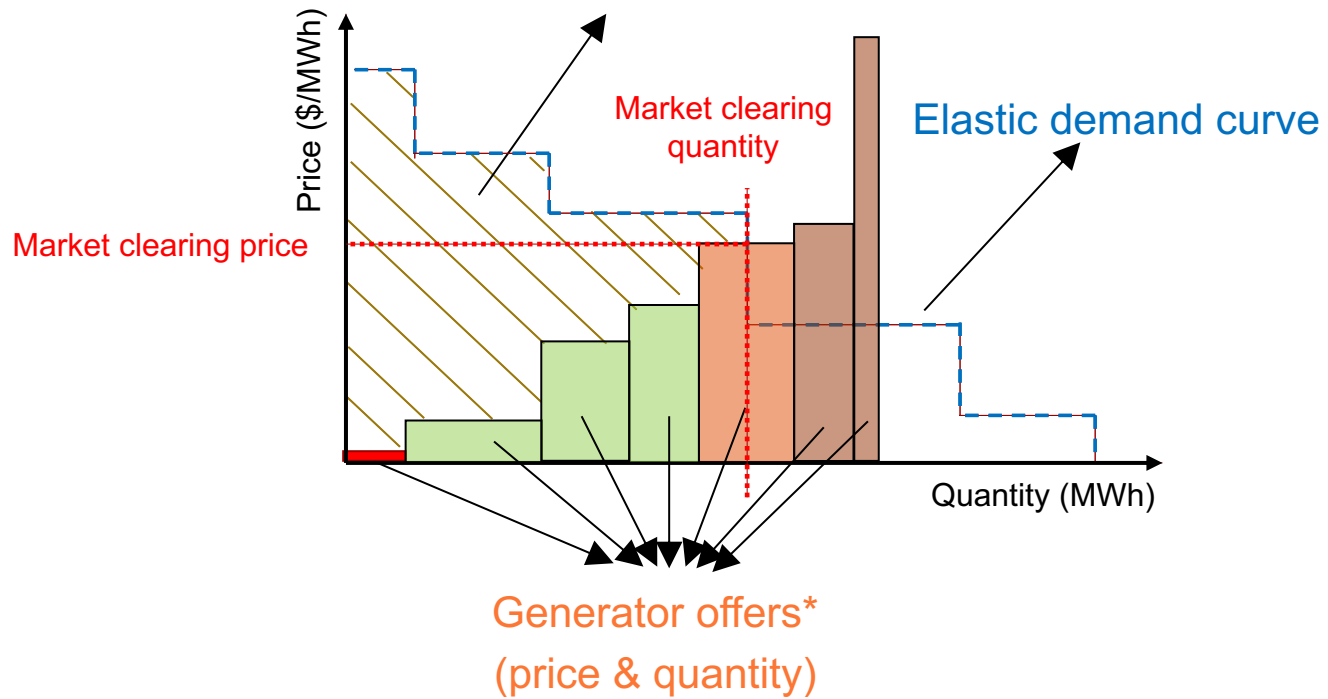 Price ($/MWh)
Market clearing
quantity
Elastic demand curve
Market clearing price
Quantity (MWh)
Generator offers*
(price & quantity)